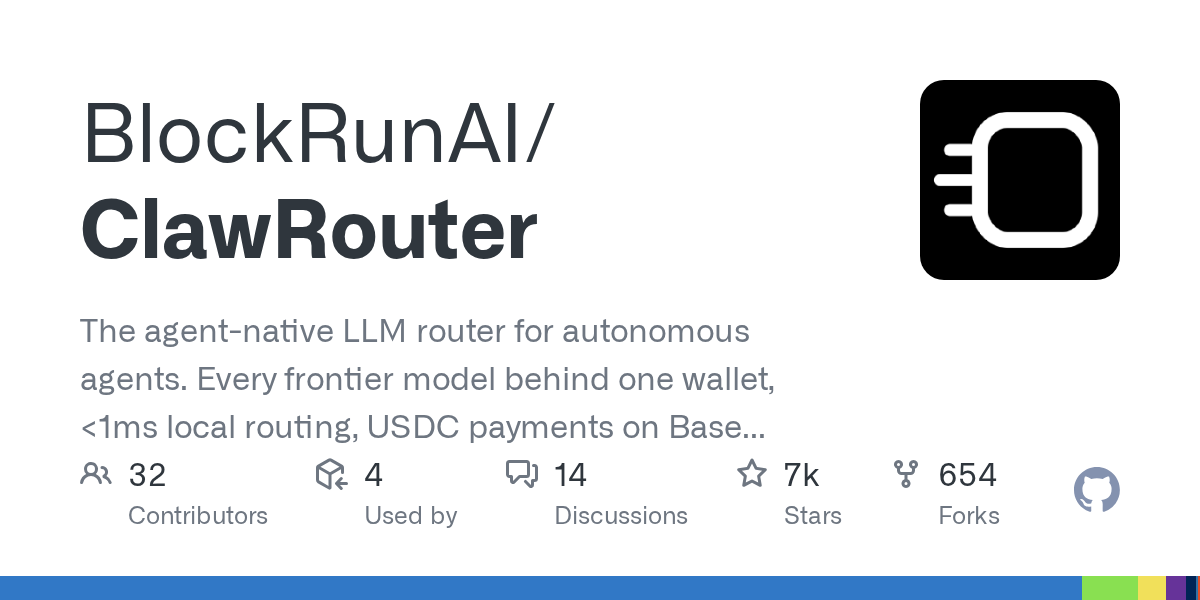 BlockRunAI/
ClawRouter
The agent-native LLM router for autonomous
agents. Every frontier model behind one wallet,
<1ms local routing, USDC payments on Base...
32 4 14 7k 654
Contributors Used by Discussions Stars Forks